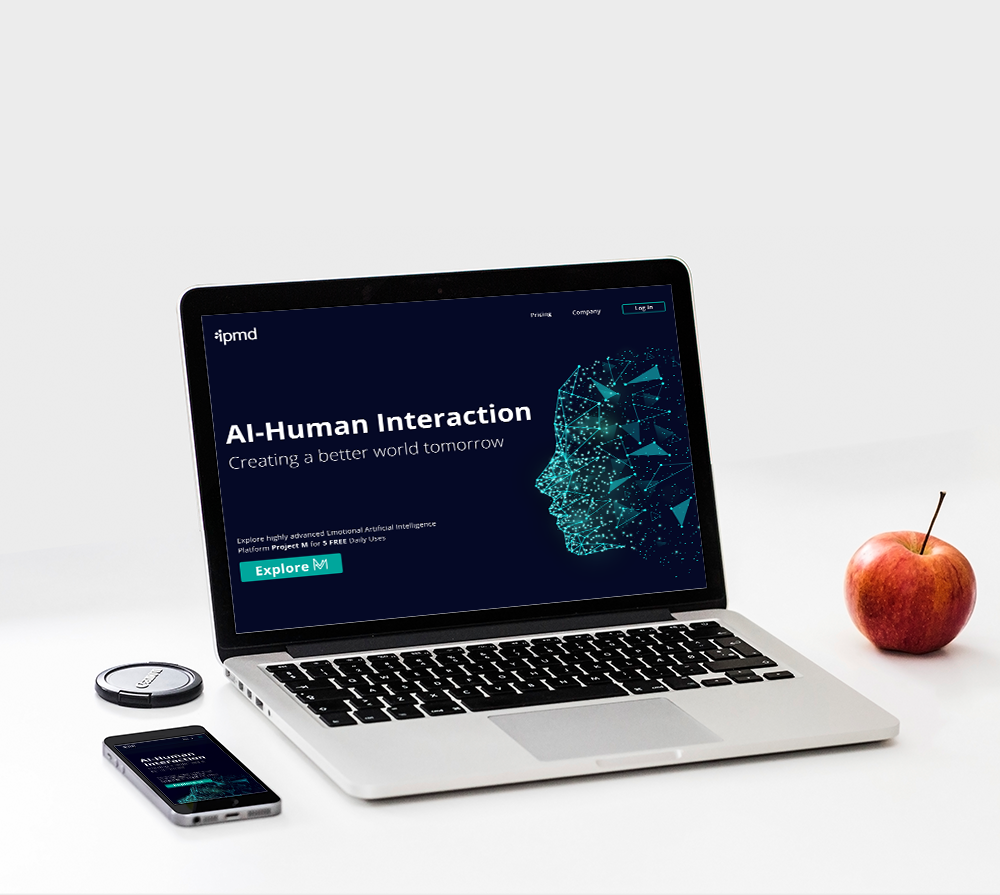 ipmd
Pricing Company Log In
AI-Human Interaction
Creating a better world tomorrow
Explore highly advanced Emotional Artificial Intelligence
Platform Project M for 5 FREE Daily Uses
Explore M
AI-Human
Interaction